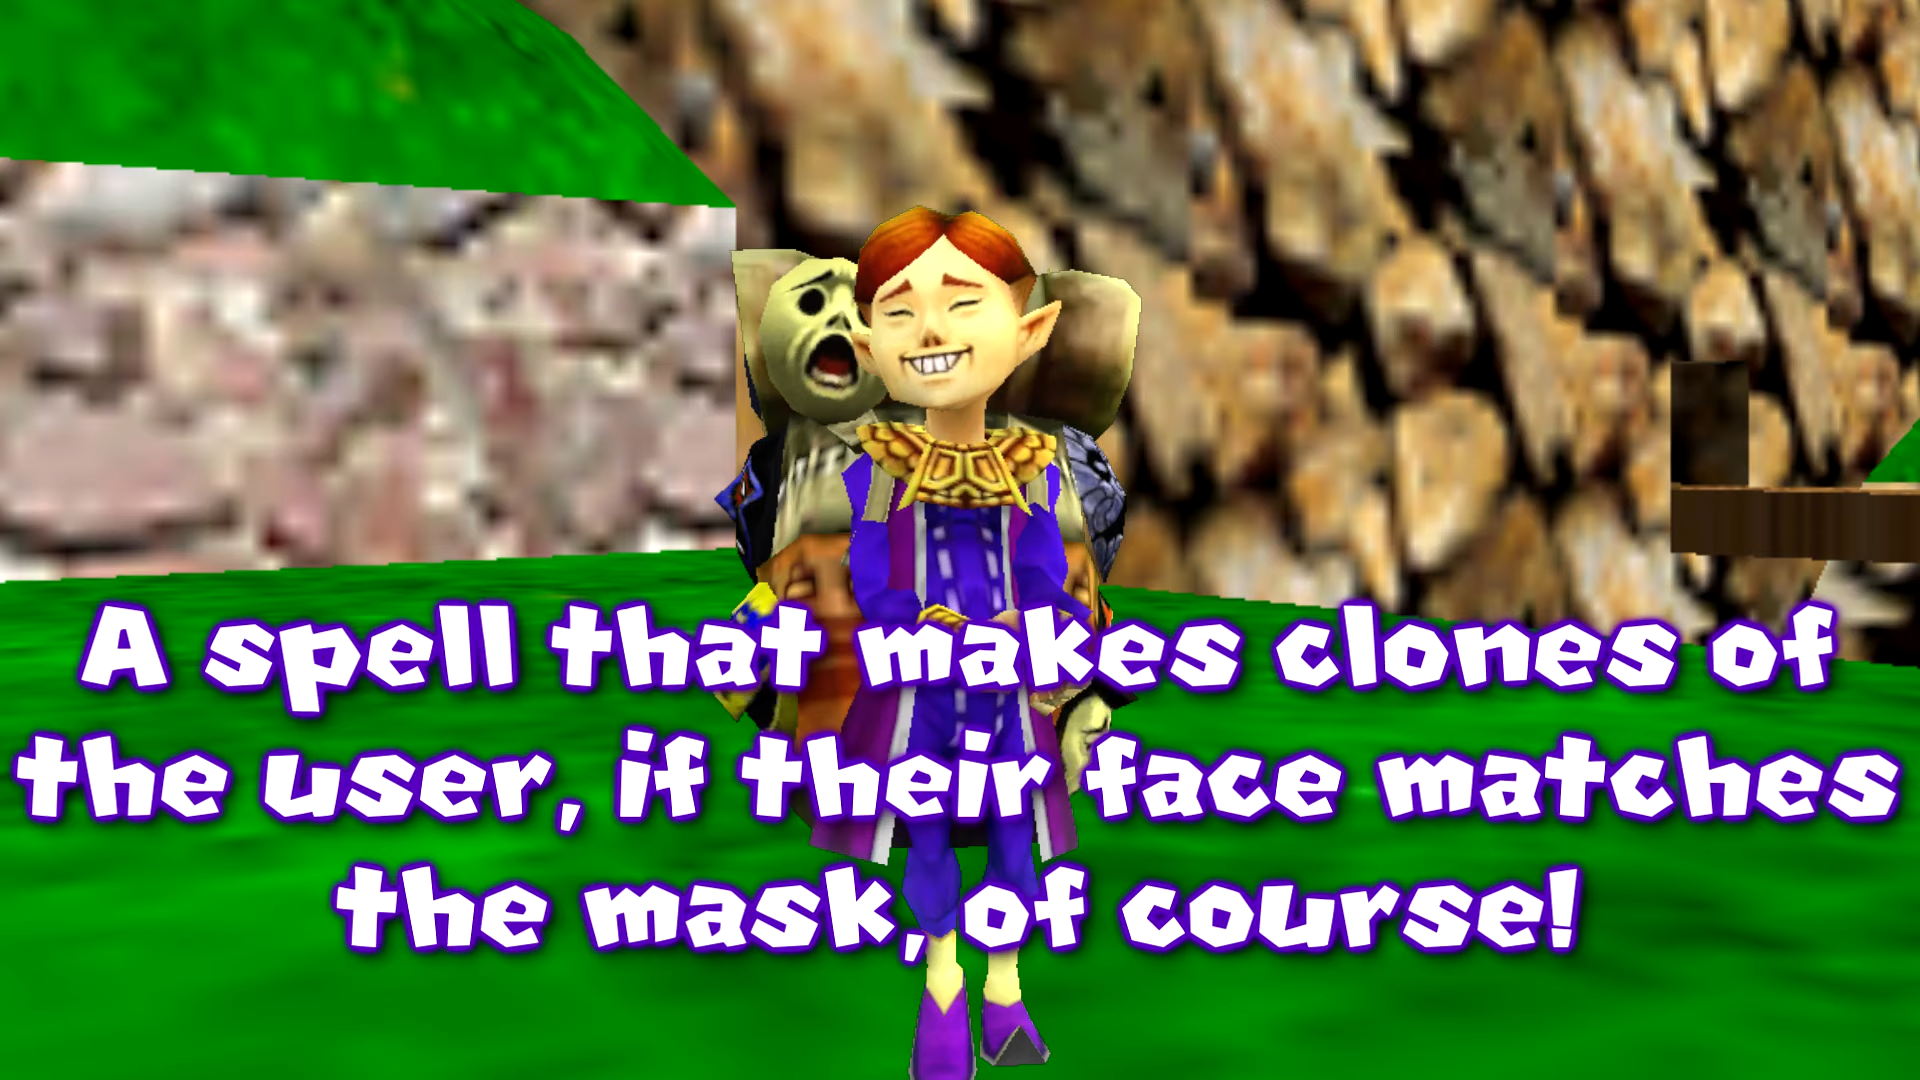 A spell that makes clones of
the user, if their face matches
the mask, of course!